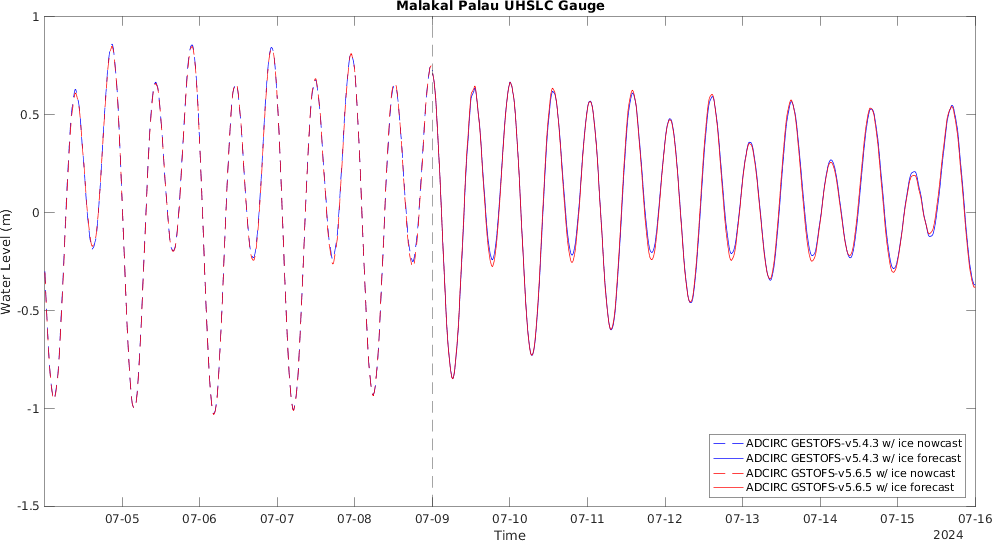 Malakal Palau UHSLC Gauge
1
0.5
0
-0.5
-1
-1.5
Water Level (m)
ADCIRC GESTOFS-v5.4.3 w/ ice nowcast
ADCIRC GESTOFS-v5.4.3 w/ ice forecast
ADCIRC GSTOFS-v5.6.5 w/ ice nowcast
ADCIRC GSTOFS-v5.6.5 w/ ice forecast
07-05 07-06 07-07 07-08 07-09 07-10 07-11 07-12 07-13 07-14 07-15 07-16
Time
2024